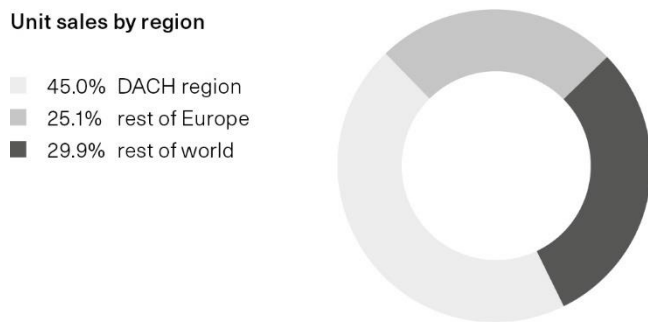 Unit sales by region
45.0% DACH region
25.1% rest of Europe
29.9% rest of world